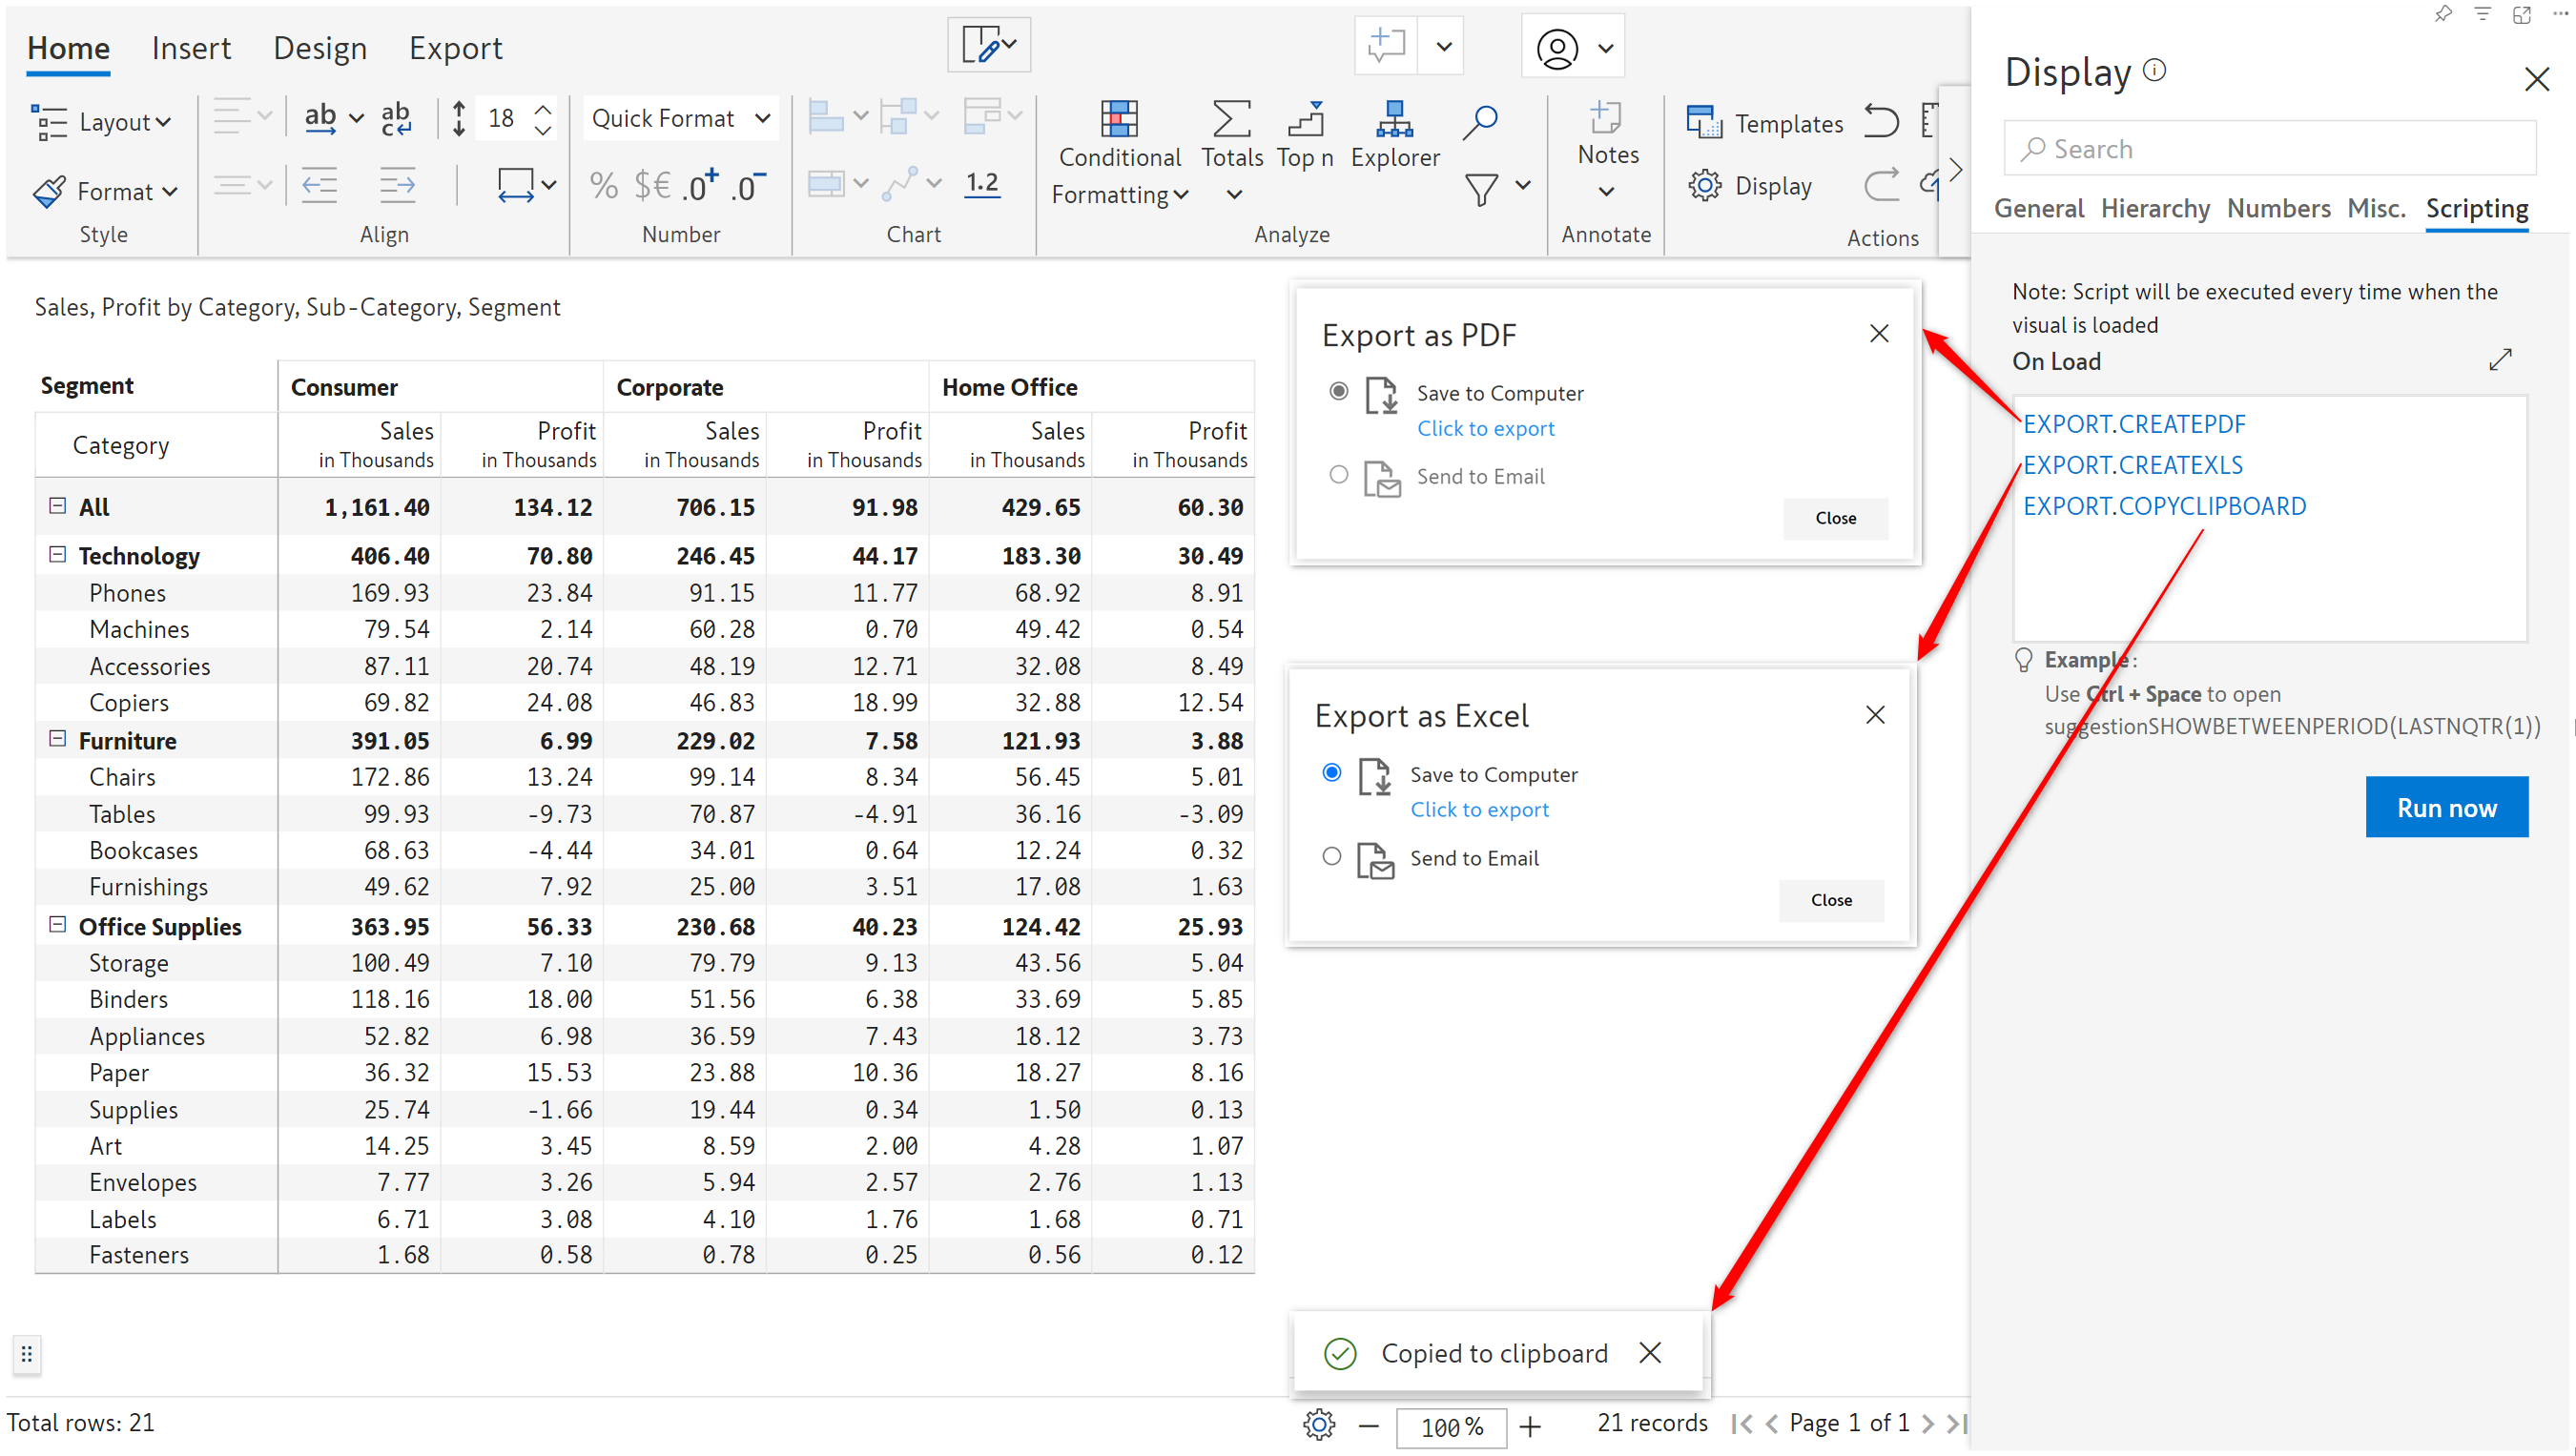 Home Insert Design Export
Layout
ab
ab
c
18
Quick Format
Conditional
Formatting
Totals
Top n
Explorer
Notes
Templates
Format
% $€ .0+ .0-
1.2
Display
Style
Align
Number
Chart
Analyze
Annotate
Actions
Sales, Profit by Category, Sub-Category, Segment
Segment Consumer Corporate Home Office
Category Sales Profit Sales Profit Sales Profit
in Thousands in Thousands in Thousands in Thousands in Thousands in Thousands
All 1,161.40 134.12 706.15 91.98 429.65 60.30
Technology 406.40 70.80 246.45 44.17 183.30 30.49
Phones 169.93 23.84 91.15 11.77 68.92 8.91
Machines 79.54 2.14 60.28 0.70 49.42 0.54
Accessories 87.11 20.74 48.19 12.71 32.08 8.49
Copiers 69.82 24.08 46.83 18.99 32.88 12.54
Furniture 391.05 6.99 229.02 7.58 121.93 3.88
Chairs 172.86 13.24 99.14 8.34 56.45 5.01
Tables 99.93 -9.73 70.87 -4.91 36.16 -3.09
Bookcases 68.63 -4.44 34.01 0.64 12.24 0.32
Furnishings 49.62 7.92 25.00 3.51 17.08 1.63
Office Supplies 363.95 56.33 230.68 40.23 124.42 25.93
Storage 100.49 7.10 79.79 9.13 43.56 5.04
Binders 118.16 18.00 51.56 6.38 33.69 5.85
Appliances 52.82 6.98 36.59 7.43 18.12 3.73
Paper 36.32 15.53 23.88 10.36 18.27 8.16
Supplies 25.74 -1.66 19.44 0.34 1.50 0.13
Art 14.25 3.45 8.59 2.00 4.28 1.07
Envelopes 7.77 3.26 5.94 2.57 2.76 1.13
Labels 6.71 3.08 4.10 1.76 1.68 0.71
Fasteners 1.68 0.58 0.78 0.25 0.56 0.12
Export as PDF
Save to Computer
Click to export
Send to Email
Close
Export as Excel
Save to Computer
Click to export
Send to Email
Close
Copied to clipboard
Total rows: 21
100 %
21 records
Page 1 of 1
Display
Search
General Hierarchy Numbers Misc. Scripting
Note: Script will be executed every time when the
visual is loaded
On Load
EXPORT.CREATEPDF
EXPORT.CREATEXLS
EXPORT.COPYCLIPBOARD
Example:
Use Ctrl + Space to open
suggestionSHOWBETWEENPERIOD(LASTNQTR(1))
Run now